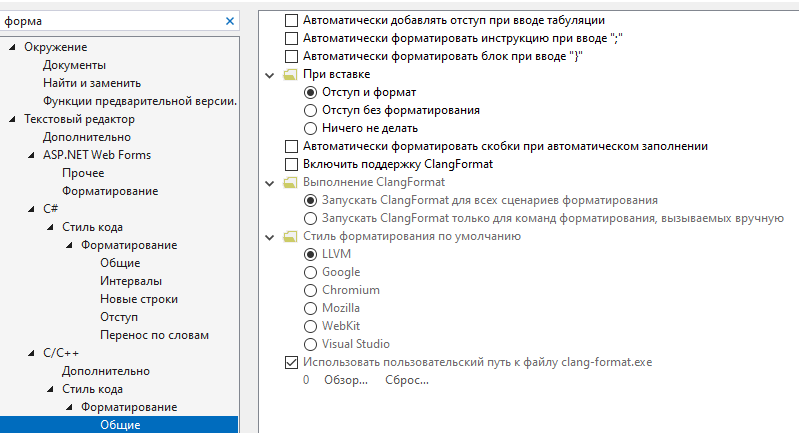 форма
Окружение
Документы
Найти и заменить
Функции предварительной версии.
Текстовый редактор
Дополнительно
ASP.NET Web Forms
Прочее
Форматирование
C#
Стиль кода
Форматирование
Общие
Интервалы
Новые строки
Отступ
Перенос по словам
C/C++
Дополнительно
Стиль кода
Форматирование
Общие
Автоматически добавлять отступ при вводе табуляции
Автоматически форматировать инструкцию при вводе ";"
Автоматически форматировать блок при вводе "}"
При вставке
Отступ и формат
Отступ без форматирования
Ничего не делать
Автоматически форматировать скобки при автоматическом заполнении
Включить поддержку ClangFormat
Выполнение ClangFormat
Запускать ClangFormat для всех сценариев форматирования
Запускать ClangFormat только для команд форматирования, вызываемых вручную
Стиль форматирования по умолчанию
LLVM
Google
Chromium
Mozilla
WebKit
Visual Studio
Использовать пользовательский путь к файлу clang-format.exe
0 Обзор... Сброс...